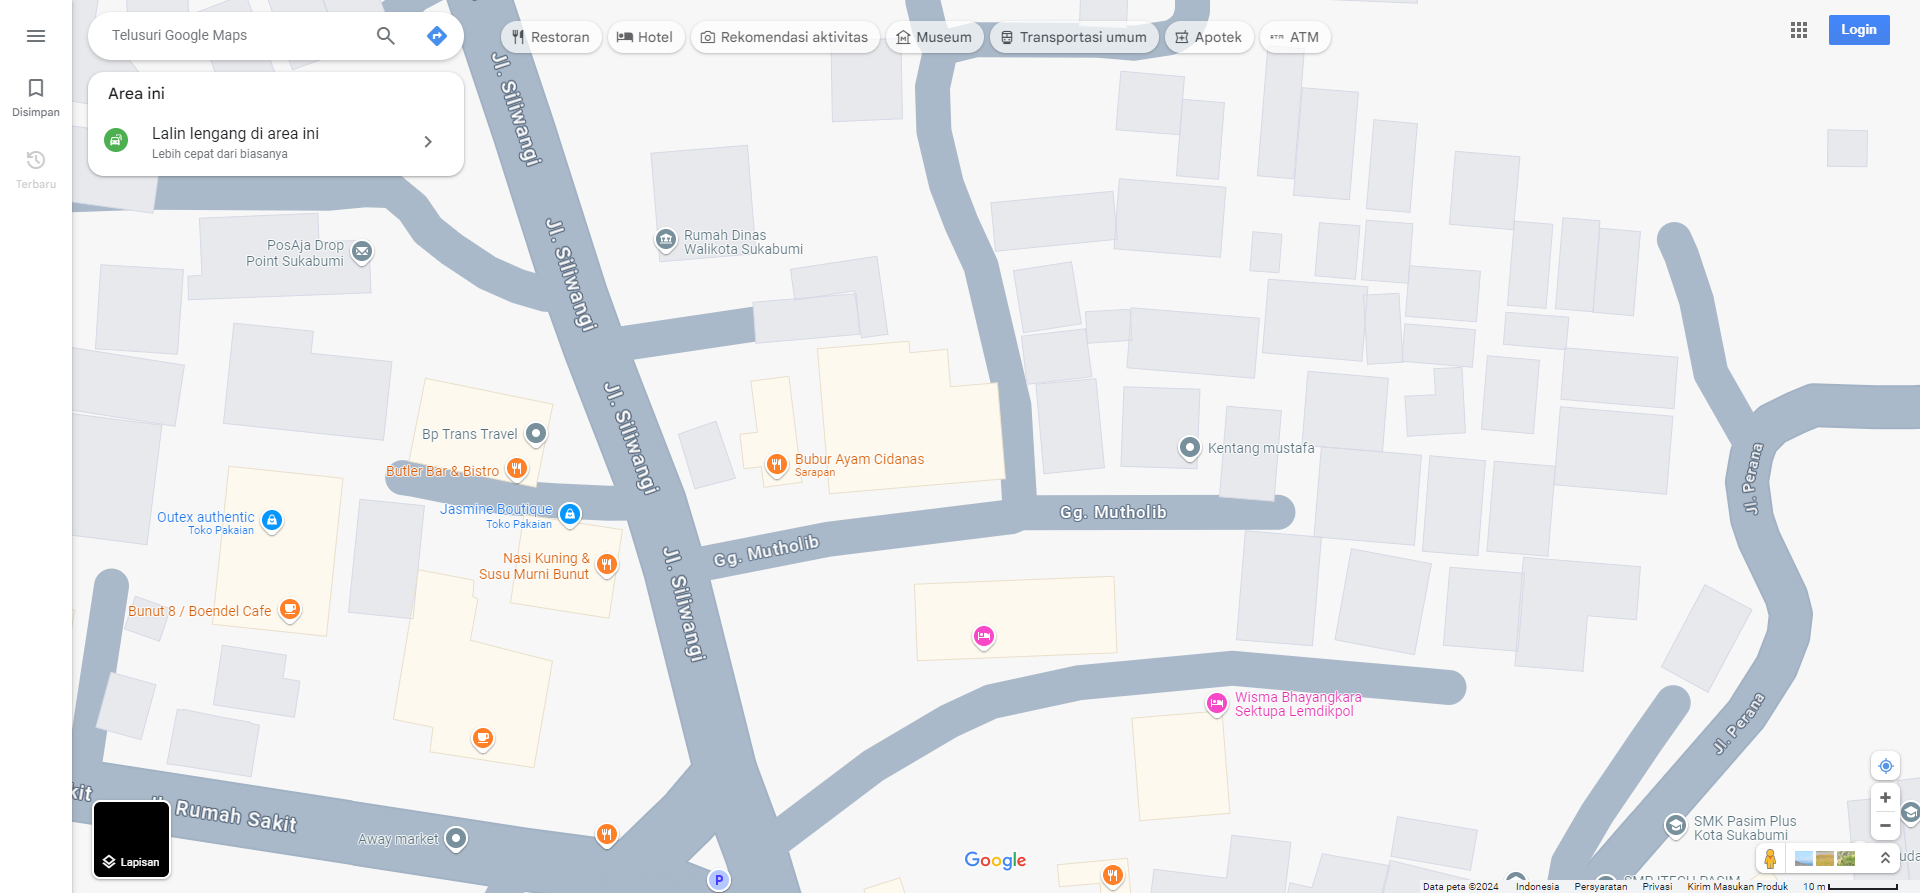 Telusuri Google Maps
Restoran
Hotel
Rekomendasi aktivitas
Museum
Transportasi umum
Apotek
ATM
Login
Disimpan
Terbaru
Area ini
Lalin lengang di area ini
Lebih cepat dari biasanya
Jl. Siliwangi
Jl. Siliwangi
Jl. Siliwangi
Jl. Siliwangi
PosAja Drop
Point Sukabumi
Rumah Dinas
Walikota Sukabumi
Bp Trans Travel
Butler Bar & Bistro
Bubur Ayam Cidanas
Sarapan
Kentang mustafa
Jl. Perana
Outex authentic
Toko Pakaian
Jasmine Boutique
Toko Pakaian
Gg. Mutholib
Gg. Mutholib
Nasi Kuning &
Susu Murni Bunut
Bunut 8 / Boendel Cafe
Wisma Bhayangkara
Sektupa Lemdikpol
Jl. Perana
Rumah Sakit
Away market
P
SMK Pasim Plus
Kota Sukabumi
Lapisan
Google
Data peta ©2024
Indonesia
Persyaratan
Privasi
Kirim Masukan Produk
10 m